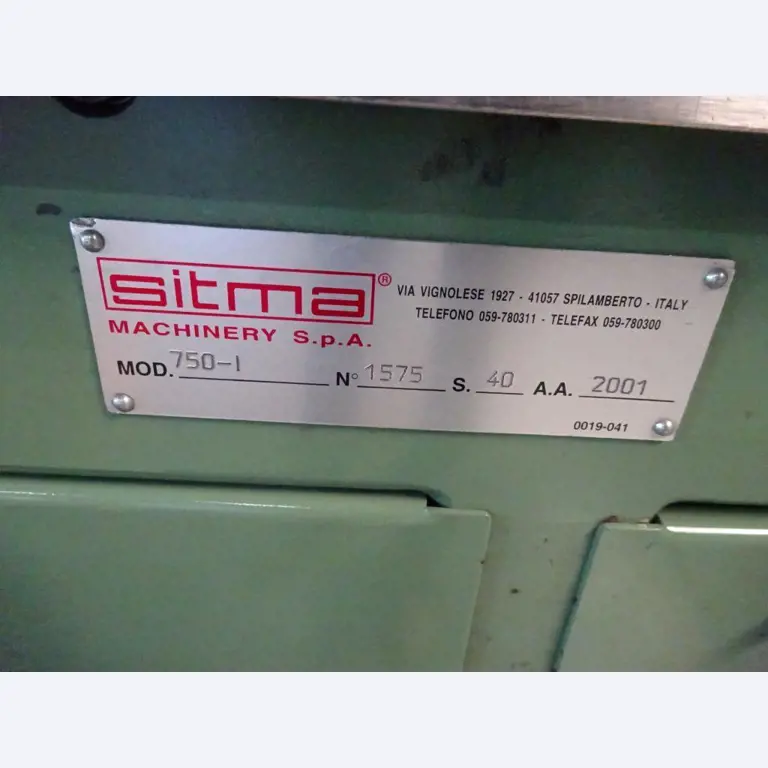 sitma®
MACHINERY S.p.A.
VIA VIGNOLESE 1927 - 41057 SPILAMBERTO - ITALY
TELEFONO 059-780311 - TELEFAX 059-780300
MOD. 750-I N° 1575 S. 40 A.A. 2001
0019-041